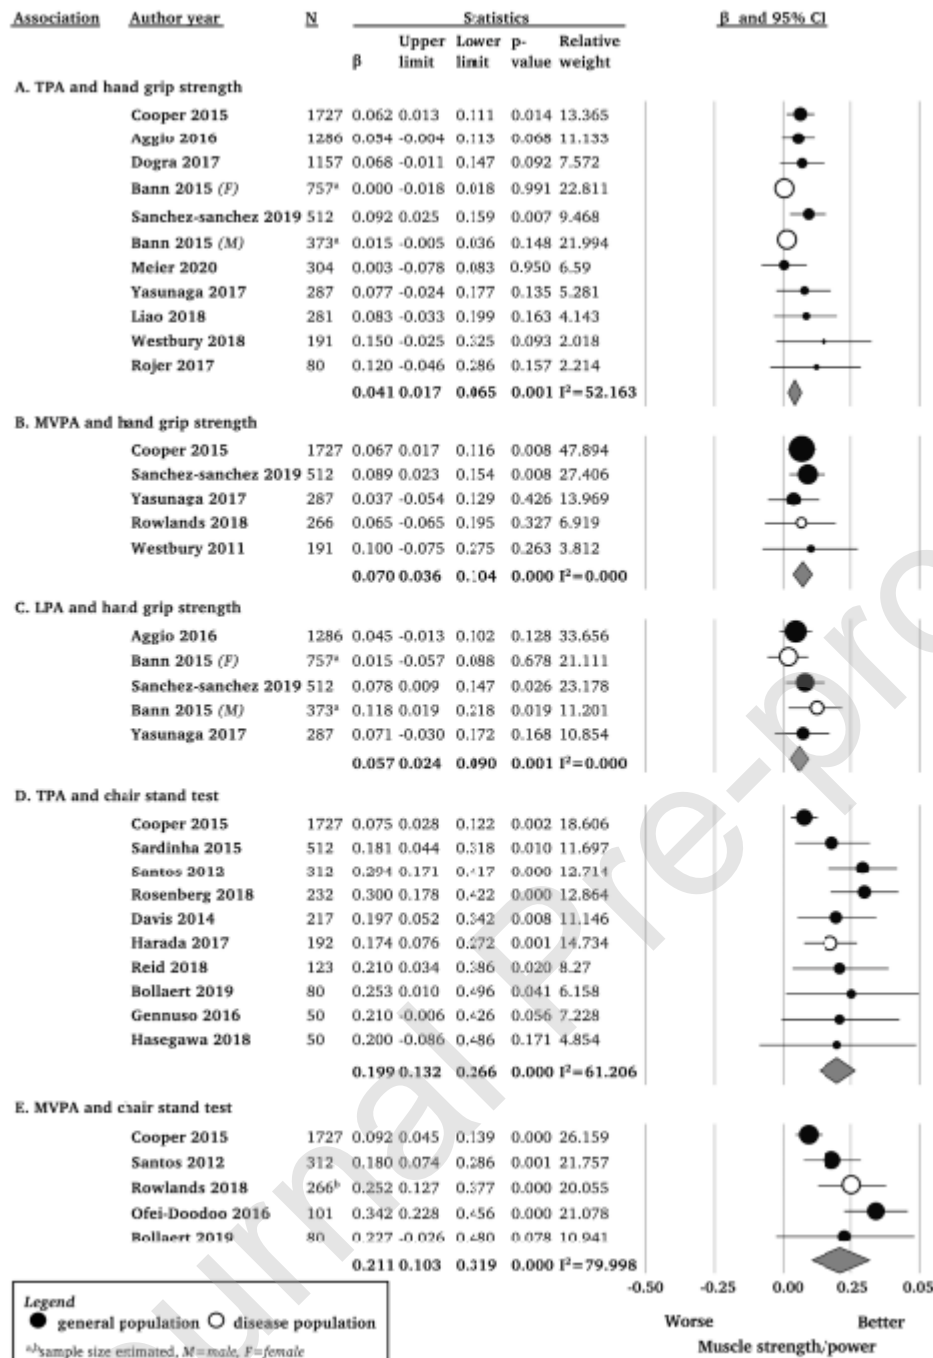 Association Author year N Statistics β and 95% CI
Upper Lower p- Relative
β limit limit value weight
A. TPA and hand grip strength
Cooper 2015 1727 0.062 0.013 0.111 0.014 13.365
Aggio 2016 1286 0.054 -0.004 0.113 0.068 11.133
Dogra 2017 1157 0.068 -0.011 0.147 0.092 7.572
Bann 2015 (F) 757ª 0.000 -0.018 0.018 0.991 22.811
Sanchez-sanchez 2019 512 0.092 0.025 0.159 0.007 9.468
Bann 2015 (M) 373ª 0.015 -0.005 0.036 0.148 21.994
Meier 2020 304 0.003 -0.078 0.083 0.950 6.59
Yasunaga 2017 287 0.077 -0.024 0.177 0.135 5.281
Liao 2018 281 0.083 -0.033 0.199 0.163 4.143
Westbury 2018 191 0.150 -0.025 0.325 0.093 2.018
Rojer 2017 80 0.120 -0.046 0.286 0.157 2.214
0.041 0.017 0.065 0.001 I²=52.163
B. MVPA and hand grip strength
Cooper 2015 1727 0.067 0.017 0.116 0.008 47.894
Sanchez-sanchez 2019 512 0.089 0.023 0.154 0.008 27.406
Yasunaga 2017 287 0.037 -0.054 0.129 0.426 13.969
Rowlands 2018 266 0.065 -0.065 0.195 0.327 6.919
Westbury 2011 191 0.100 -0.075 0.275 0.263 3.812
0.070 0.036 0.104 0.000 I²=0.000
C. LPA and hand grip strength
Aggio 2016 1286 0.045 -0.013 0.102 0.128 33.656
Bann 2015 (F) 757ª 0.015 -0.057 0.088 0.678 21.111
Sanchez-sanchez 2019 512 0.078 0.009 0.147 0.026 23.178
Bann 2015 (M) 373ª 0.118 0.019 0.218 0.019 11.201
Yasunaga 2017 287 0.071 -0.030 0.172 0.168 10.854
0.057 0.024 0.090 0.001 I²=0.000
D. TPA and chair stand test
Cooper 2015 1727 0.075 0.028 0.122 0.002 18.606
Sardinha 2015 512 0.181 0.044 0.318 0.010 11.697
Santos 2012 312 0.294 0.171 0.417 0.000 12.714
Rosenberg 2018 232 0.300 0.178 0.422 0.000 12.864
Davis 2014 217 0.197 0.052 0.342 0.008 11.146
Harada 2017 192 0.174 0.076 0.272 0.001 14.734
Reid 2018 123 0.210 0.034 0.386 0.020 8.27
Bollaert 2019 80 0.253 0.010 0.496 0.041 6.158
Gennuso 2016 50 0.210 -0.006 0.426 0.056 7.228
Hasegawa 2018 50 0.200 -0.086 0.486 0.171 4.854
0.199 0.132 0.266 0.000 I²=61.206
E. MVPA and chair stand test
Cooper 2015 1727 0.092 0.045 0.139 0.000 26.159
Santos 2012 312 0.180 0.074 0.286 0.001 21.757
Rowlands 2018 266ᵇ 0.252 0.127 0.377 0.000 20.055
Ofei-Doodoo 2016 101 0.342 0.228 0.456 0.000 21.078
Bollaert 2019 80 0.227 -0.026 0.480 0.078 10.941
0.211 0.103 0.319 0.000 I²=79.998
-0.50 -0.25 0.00 0.25 0.05
Worse Better
Muscle strength/power
Legend
general population disease population
ᵃ,ᵇsample size estimated, M=male, F=female
Journal Pre-pro